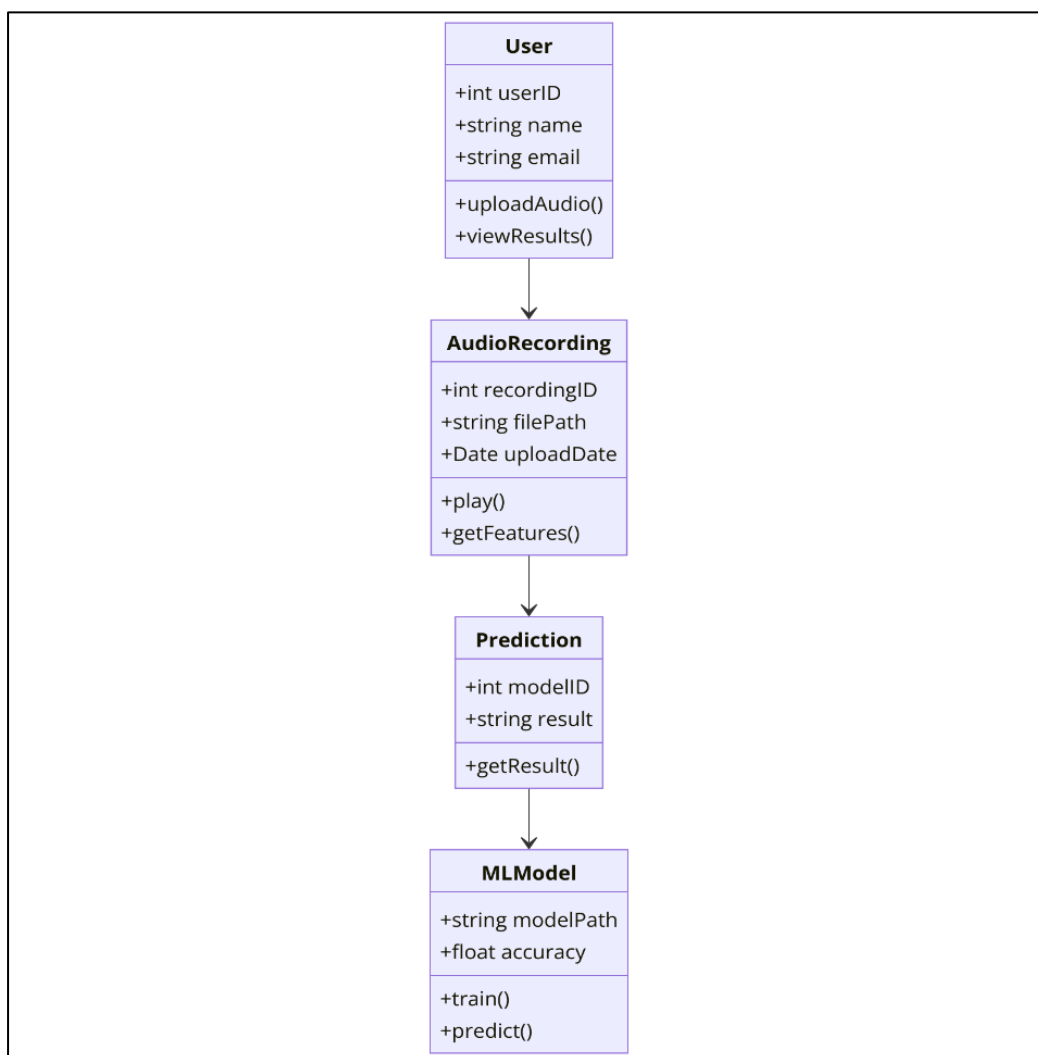 User
+int userID
+string name
+string email
+uploadAudio()
+viewResults()
AudioRecording
+int recordingID
+string filePath
+Date uploadDate
+play()
+getFeatures()
Prediction
+int modelID
+string result
+getResult()
MLModel
+string modelPath
+float accuracy
+train()
+predict()